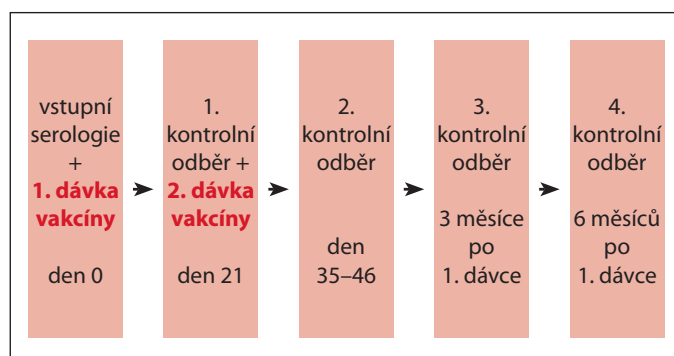 vstupní
serologie
+
1. dávka
vakcíny
den 0
1.
kontrolní
odběr +
2. dávka
vakcíny
den 21
2.
kontrolní
odběr
den
35–46
3.
kontrolní
odběr
3 měsíce
po
1. dávce
4.
kontrolní
odběr
6 měsíců
po
1. dávce